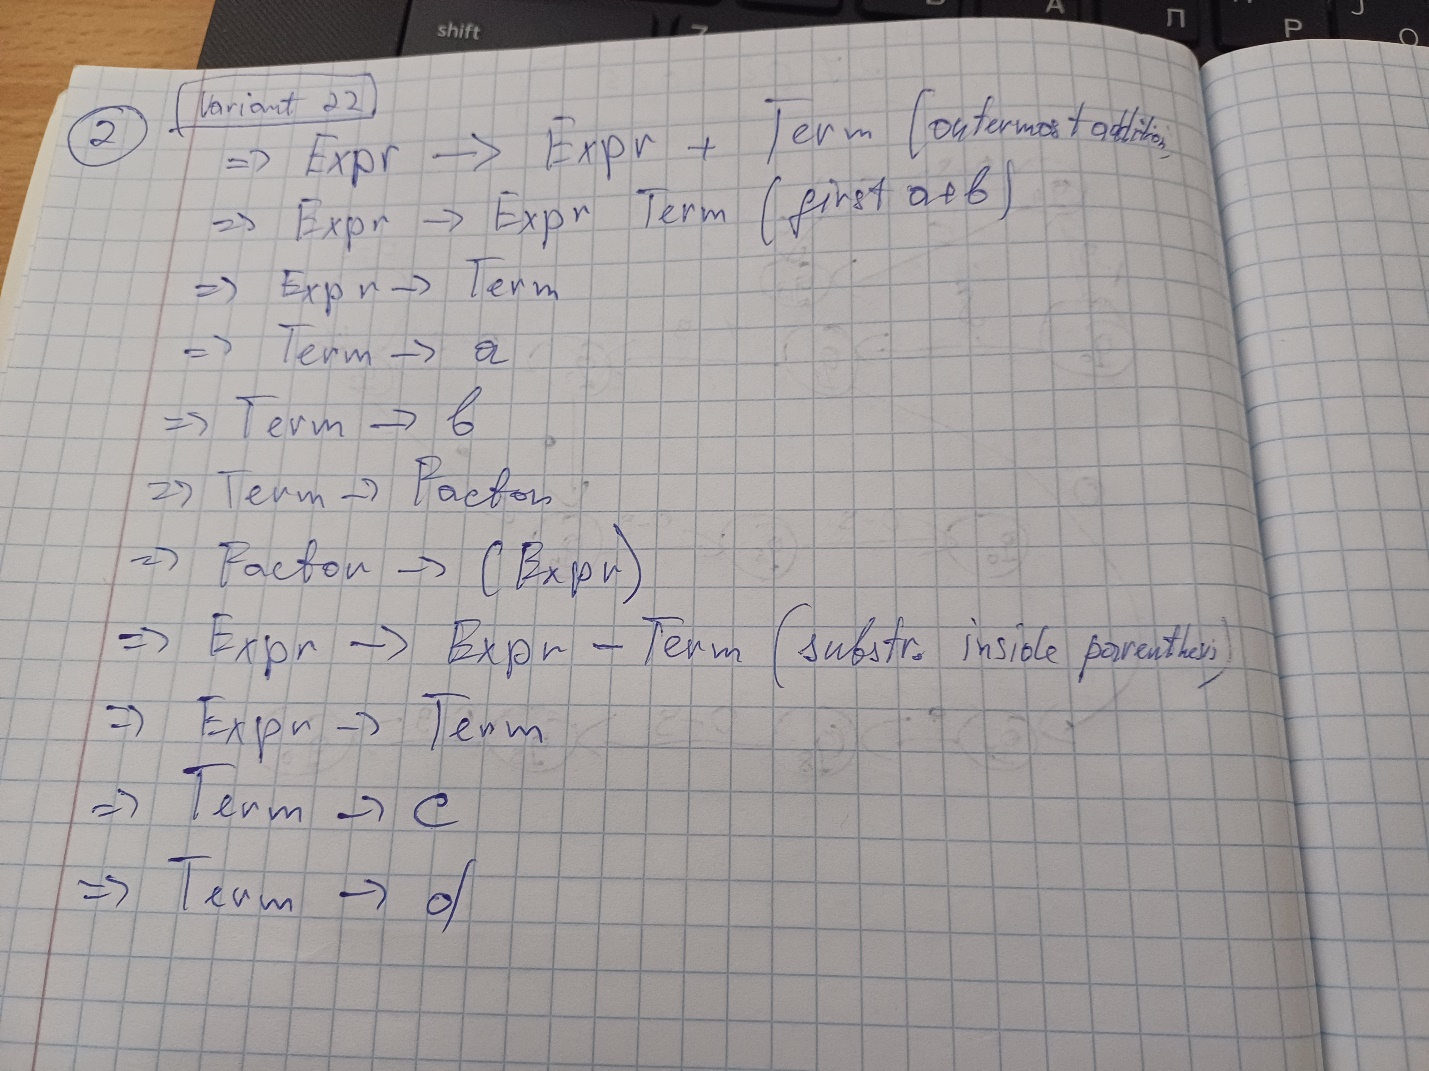 shift
А
П
Р
J
О
Variant 22
2
=> Expr -> Expr + Term (outermost addition
=> Expr -> Expr Term (first a+b)
=> Expr -> Term
=> Term -> a
=> Term -> b
=> Term -> Factor
=> Factor -> (Expr)
=> Expr -> Expr - Term (substr. inside parenthesis)
=> Expr -> Term
=> Term -> c
=> Term -> d